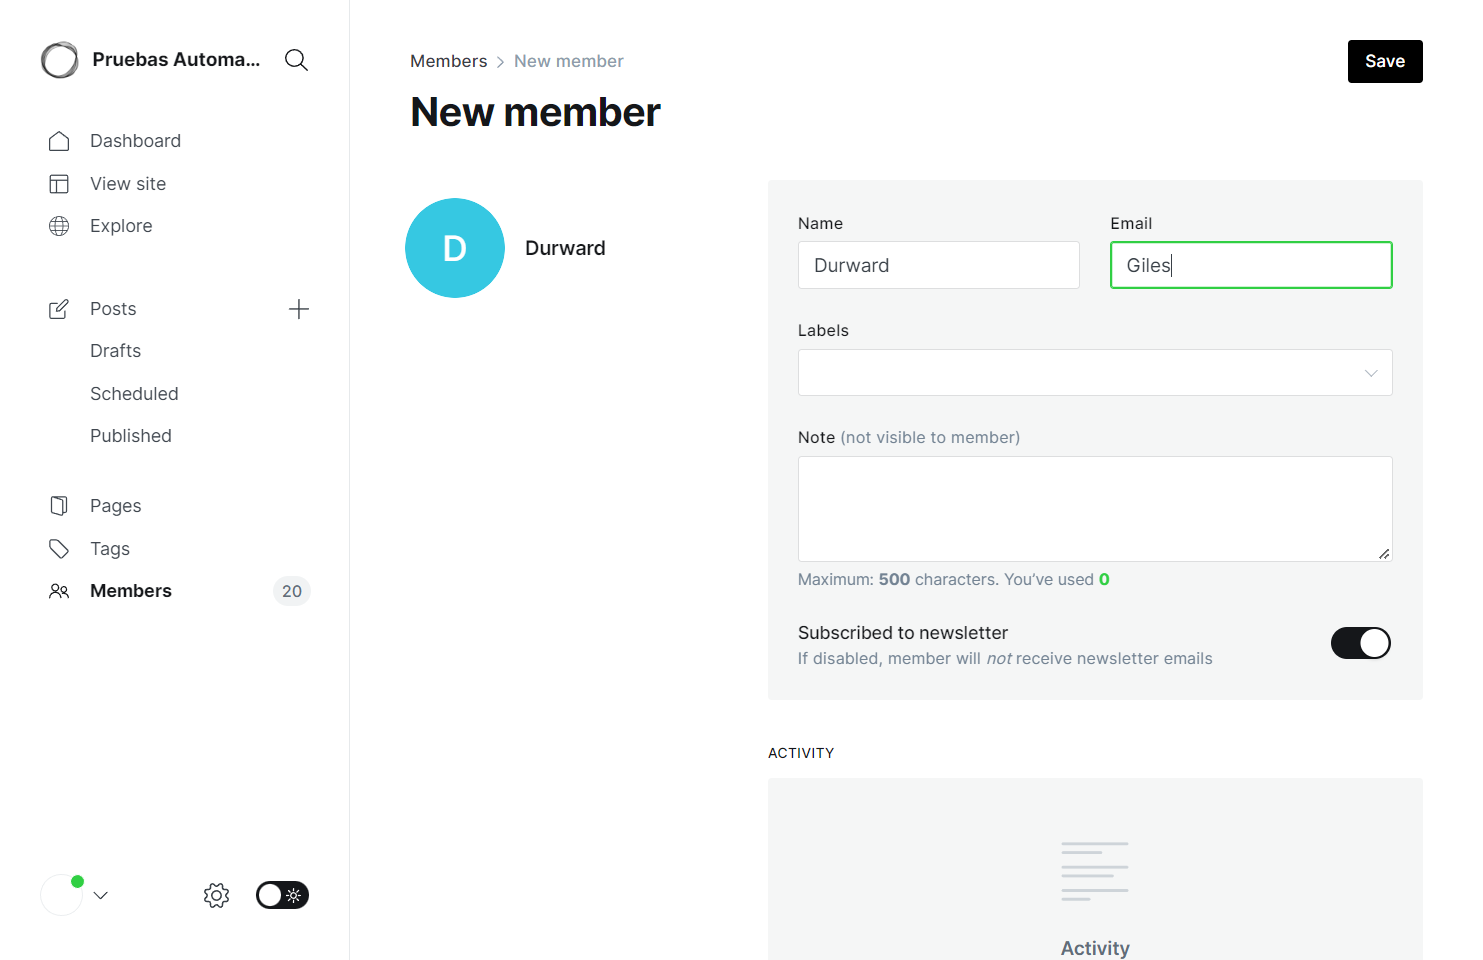 Pruebas Automa...
Dashboard
View site
Explore
Posts
Drafts
Scheduled
Published
Pages
Tags
Members
20
Members > New member
Save
New member
D
Durward
Name
Email
Durward
Giles
Labels
Note (not visible to member)
Maximum: 500 characters. You’ve used 0
Subscribed to newsletter
If disabled, member will not receive newsletter emails
ACTIVITY
Activity